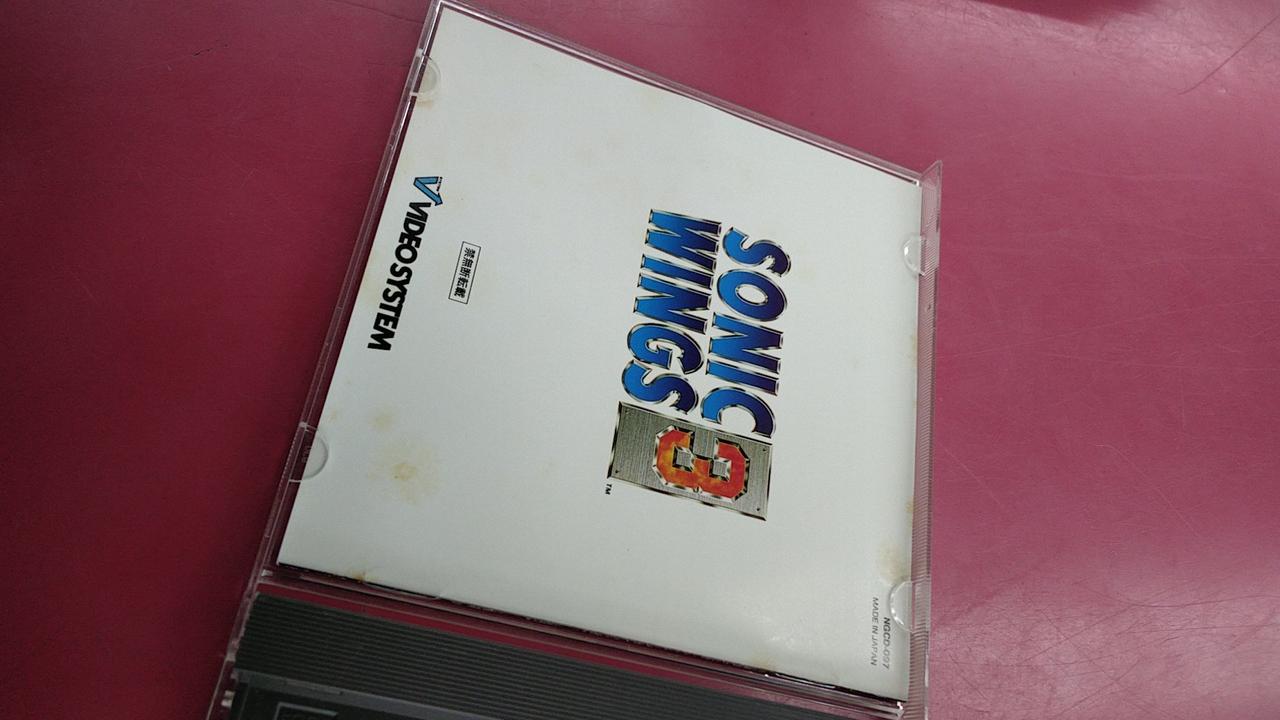 NGCD-097
MADE IN JAPAN
SONIC
WINGS 3
TM
禁無断転載
VIDEO SYSTEM